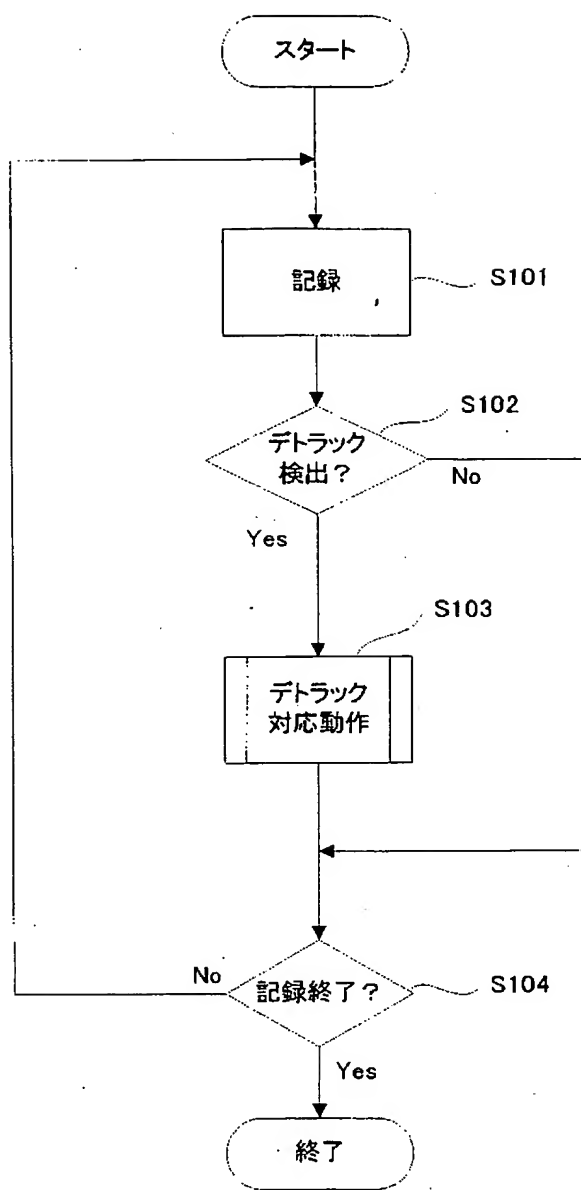 スタート
記録
S101
S102
デトラック
検出？
No
Yes
S103
デトラック
対応動作
No
記録終了？
S104
Yes
終了